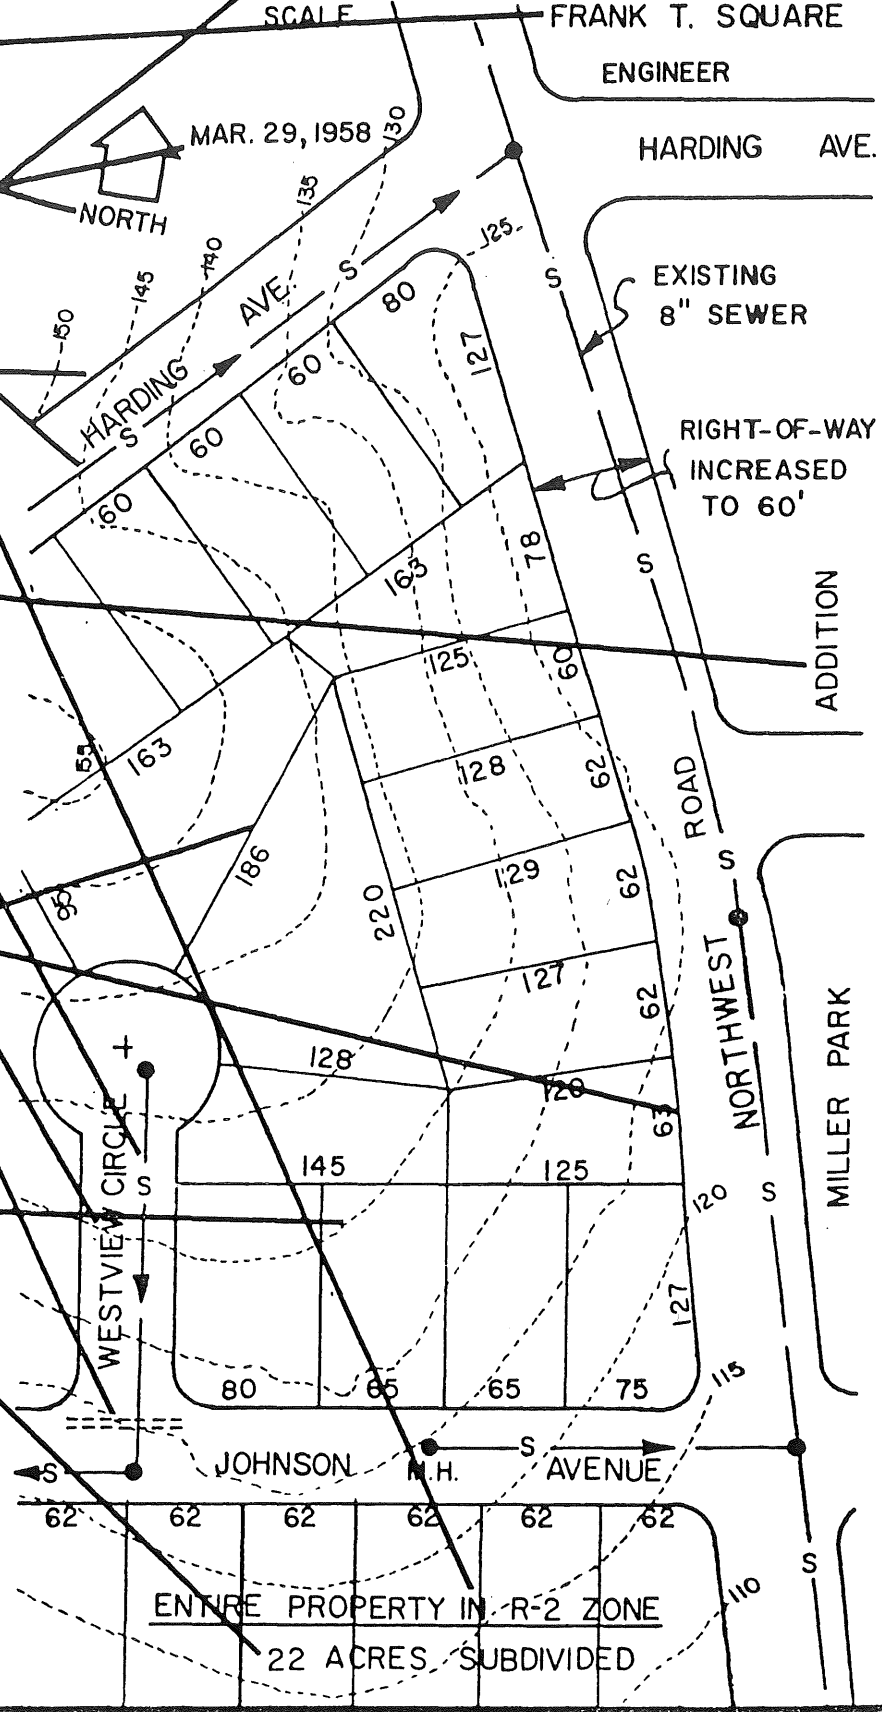 SCALE
FRANK T. SQUARE
ENGINEER
MAR. 29, 1958
NORTH
HARDING AVE.
130
135
140
145
150
125
HARDING AVE.
S
S
S
EXISTING
8" SEWER
80
60
60
60
127
RIGHT-OF-WAY
INCREASED
TO 60'
78
S
163
ADDITION
125
60
163
128
62
ROAD
S
186
129
62
95
220
127
62
NORTHWEST
MILLER PARK
128
128
63
WESTVIEW CIRCLE
S
145
125
S
120
127
80
65
65
75
115
S
JOHNSON AVENUE
M.H.
S
62
62
62
62
62
62
S
110
ENTIRE PROPERTY IN R-2 ZONE
22 ACRES SUBDIVIDED